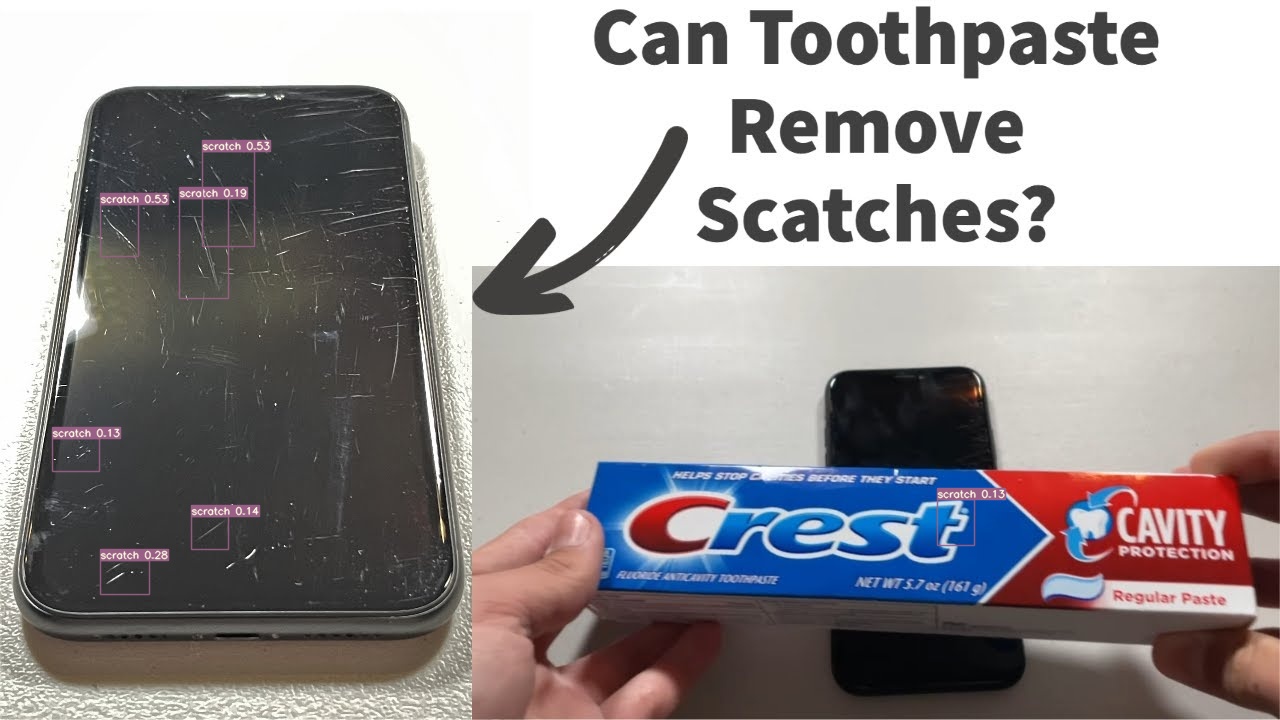 Can Toothpaste
Remove
Scatches?
scratch 0.53
scratch 0.53
scratch 0.19
scratch 0.13
scratch 0.14
scratch 0.28
HELPS STOP CAVITIES BEFORE THEY START
scratch 0.13
Crest
CAVITY
PROTECTION
FLUORIDE ANTICAVITY TOOTHPASTE
NET WT 5.7 oz (161 g)
Regular Paste